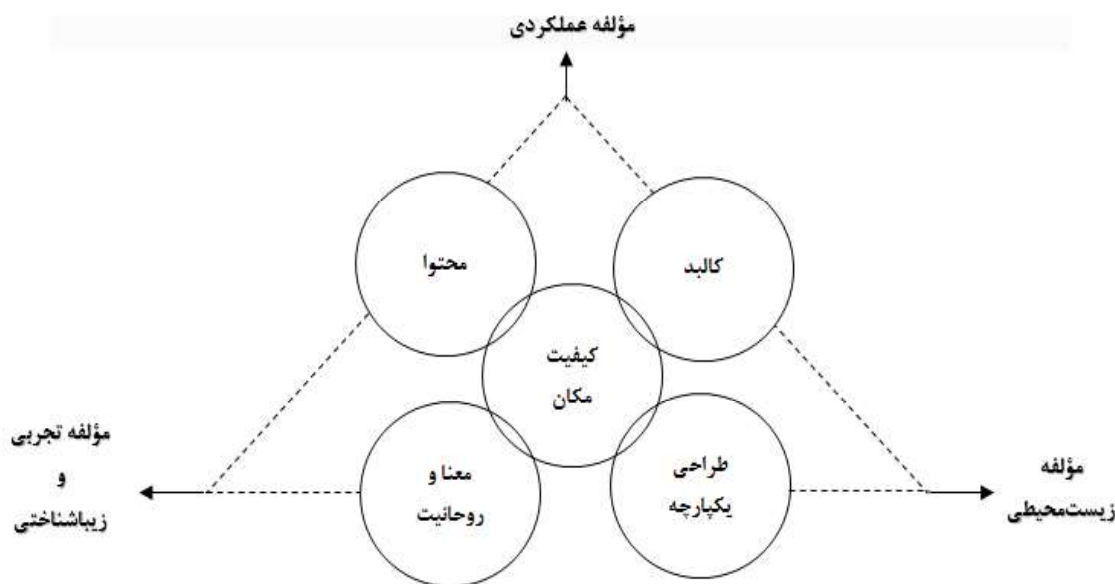 مؤلفه عملکردی
محتوا
کالبد
کیفیت
مکان
مؤلفه تجربی
و
زیباشناختی
معنا و
روحانیت
طراحی
یکپارچه
مؤلفه
زیست‌محیطی